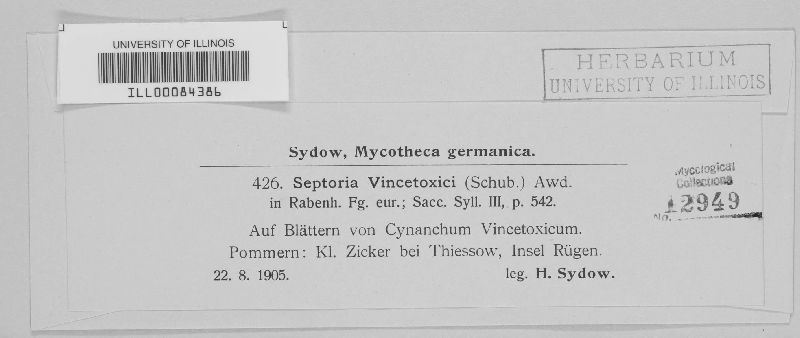 UNIVERSITY OF ILLINOIS
ILL00084386
HERBARIUM
UNIVERSITY OF ILLINOIS
Sydow, Mycotheca germanica.
426. Septoria Vincetoxici (Schub.) Awd.
in Rabenh. Fg. eur.; Sacc. Syll. III, p. 542.
Auf Blättern von Cynanchum Vincetoxicum.
Pommern: Kl. Zicker bei Thiessow, Insel Rügen.
22. 8. 1905. leg. H. Sydow.
Mycological
Collections
No. 12949